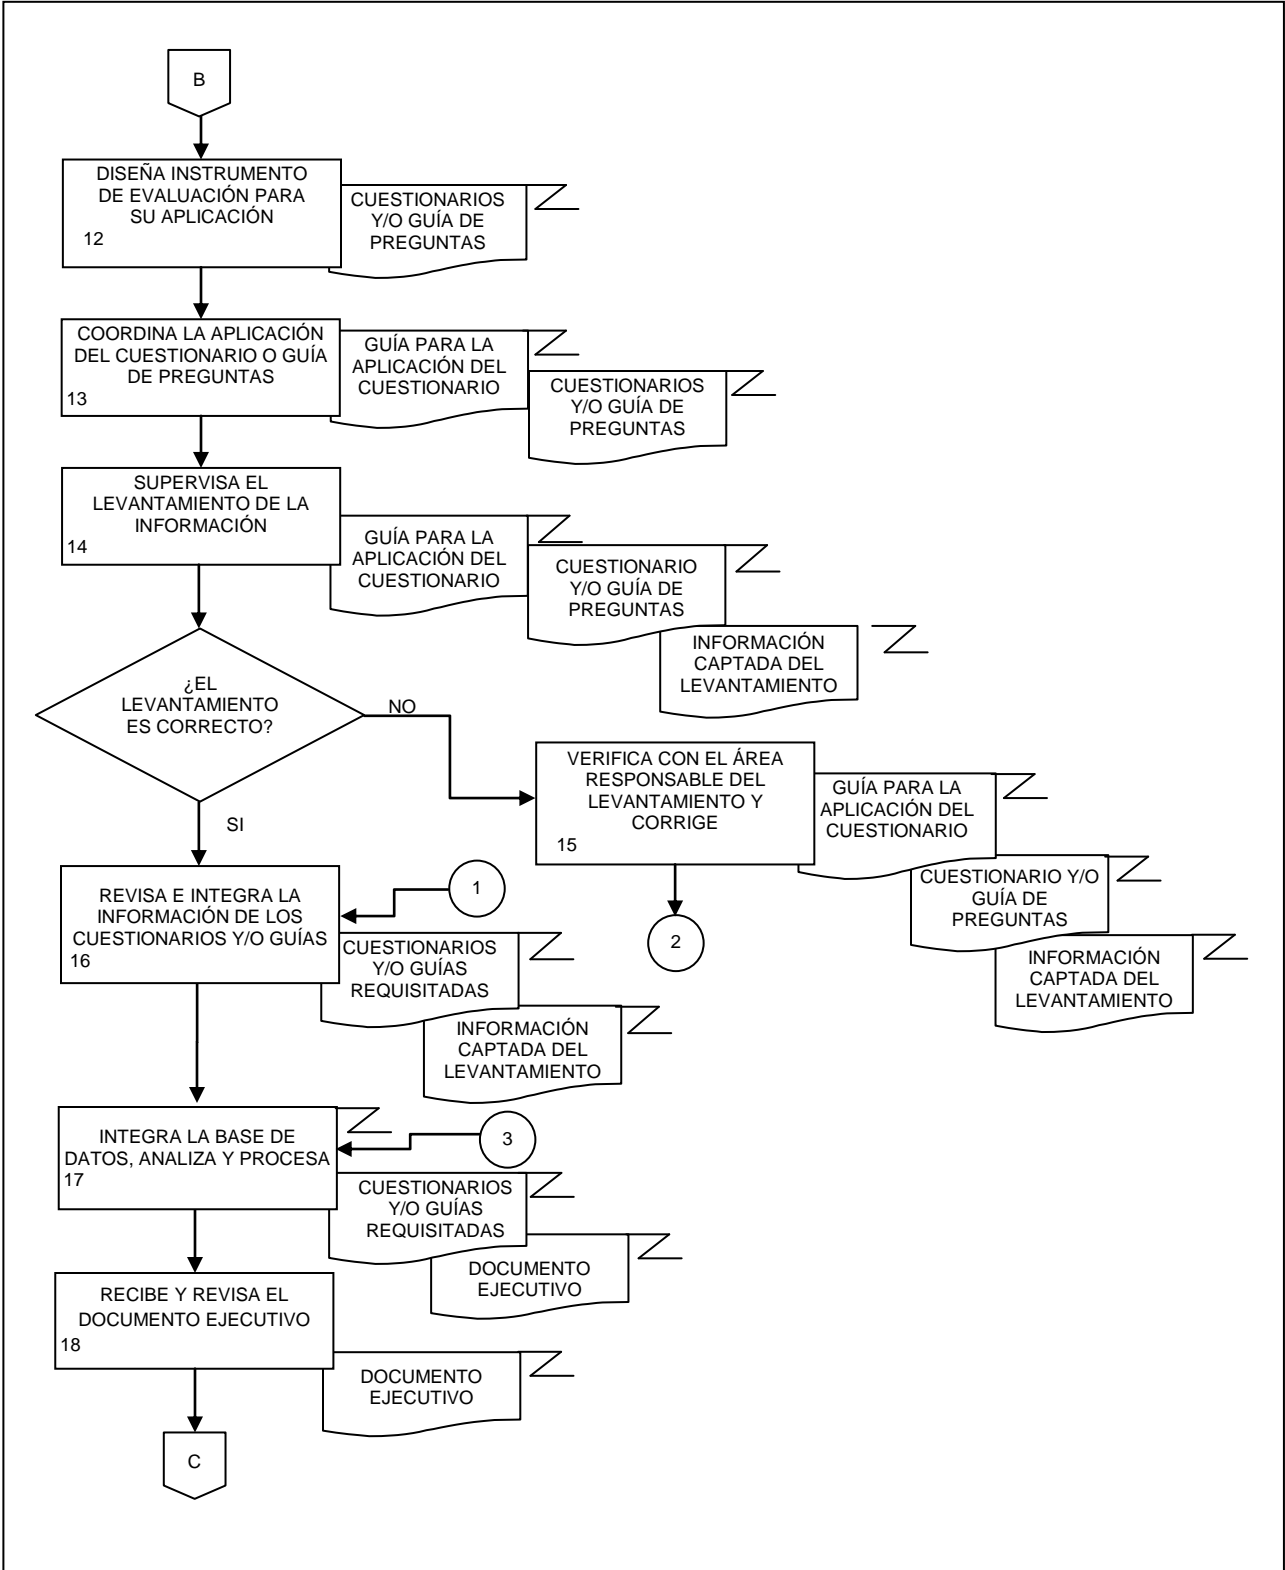 B
DISEÑA INSTRUMENTO
DE EVALUACIÓN PARA
SU APLICACIÓN
12
CUESTIONARIOS
Y/O GUÍA DE
PREGUNTAS
COORDINA LA APLICACIÓN
DEL CUESTIONARIO O GUÍA
DE PREGUNTAS
13
GUÍA PARA LA
APLICACIÓN DEL
CUESTIONARIO
CUESTIONARIOS
Y/O GUÍA DE
PREGUNTAS
SUPERVISA EL
LEVANTAMIENTO DE LA
INFORMACIÓN
14
GUÍA PARA LA
APLICACIÓN DEL
CUESTIONARIO
CUESTIONARIO
Y/O GUÍA DE
PREGUNTAS
INFORMACIÓN
CAPTADA DEL
LEVANTAMIENTO
¿EL
LEVANTAMIENTO
ES CORRECTO?
NO
SI
VERIFICA CON EL ÁREA
RESPONSABLE DEL
LEVANTAMIENTO Y
CORRIGE
15
GUÍA PARA LA
APLICACIÓN DEL
CUESTIONARIO
CUESTIONARIO Y/O
GUÍA DE
PREGUNTAS
INFORMACIÓN
CAPTADA DEL
LEVANTAMIENTO
2
REVISA E INTEGRA LA
INFORMACIÓN DE LOS
CUESTIONARIOS Y/O GUÍAS
16
1
CUESTIONARIOS
Y/O GUÍAS
REQUISITADAS
INFORMACIÓN
CAPTADA DEL
LEVANTAMIENTO
INTEGRA LA BASE DE
DATOS, ANALIZA Y PROCESA
17
3
CUESTIONARIOS
Y/O GUÍAS
REQUISITADAS
DOCUMENTO
EJECUTIVO
RECIBE Y REVISA EL
DOCUMENTO EJECUTIVO
18
DOCUMENTO
EJECUTIVO
C